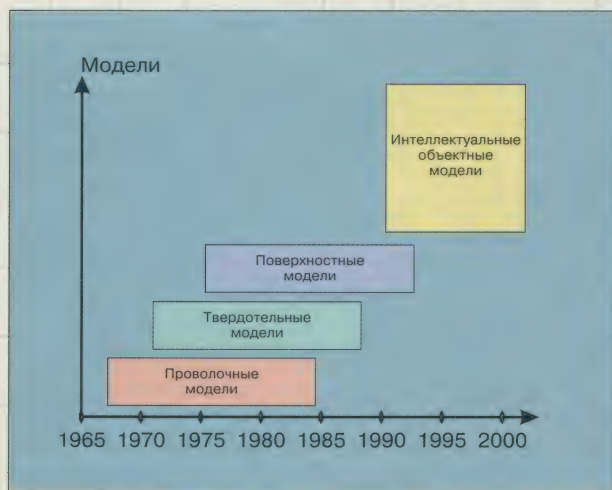 Модели
Интеллектуальные
объектные
модели
Поверхностные
модели
Твердотельные
модели
Проволочные
модели
1965 1970 1975 1980 1985 1990 1995 2000